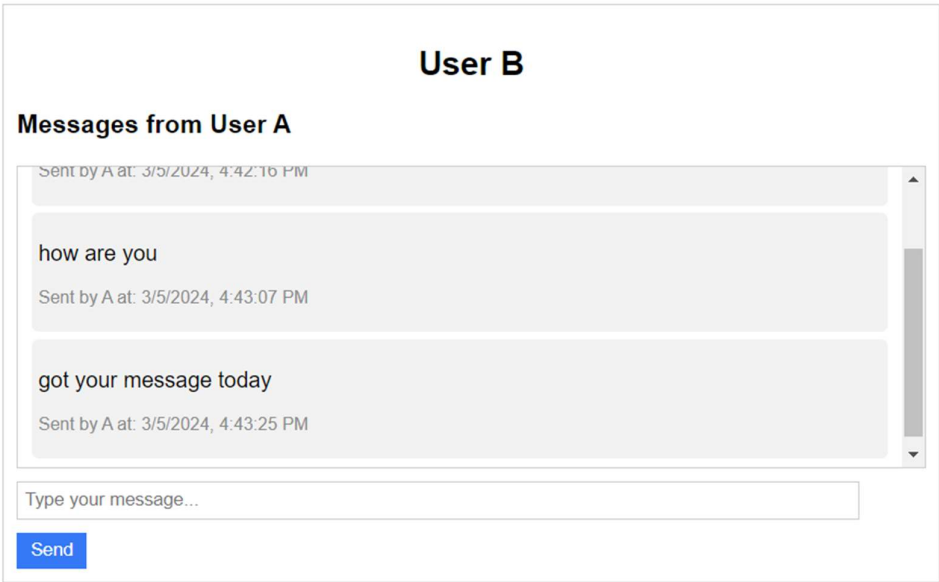 User B
Messages from User A
Sent by A at: 3/5/2024, 4:42:16 PM
how are you
Sent by A at: 3/5/2024, 4:43:07 PM
got your message today
Sent by A at: 3/5/2024, 4:43:25 PM
Type your message...
Send